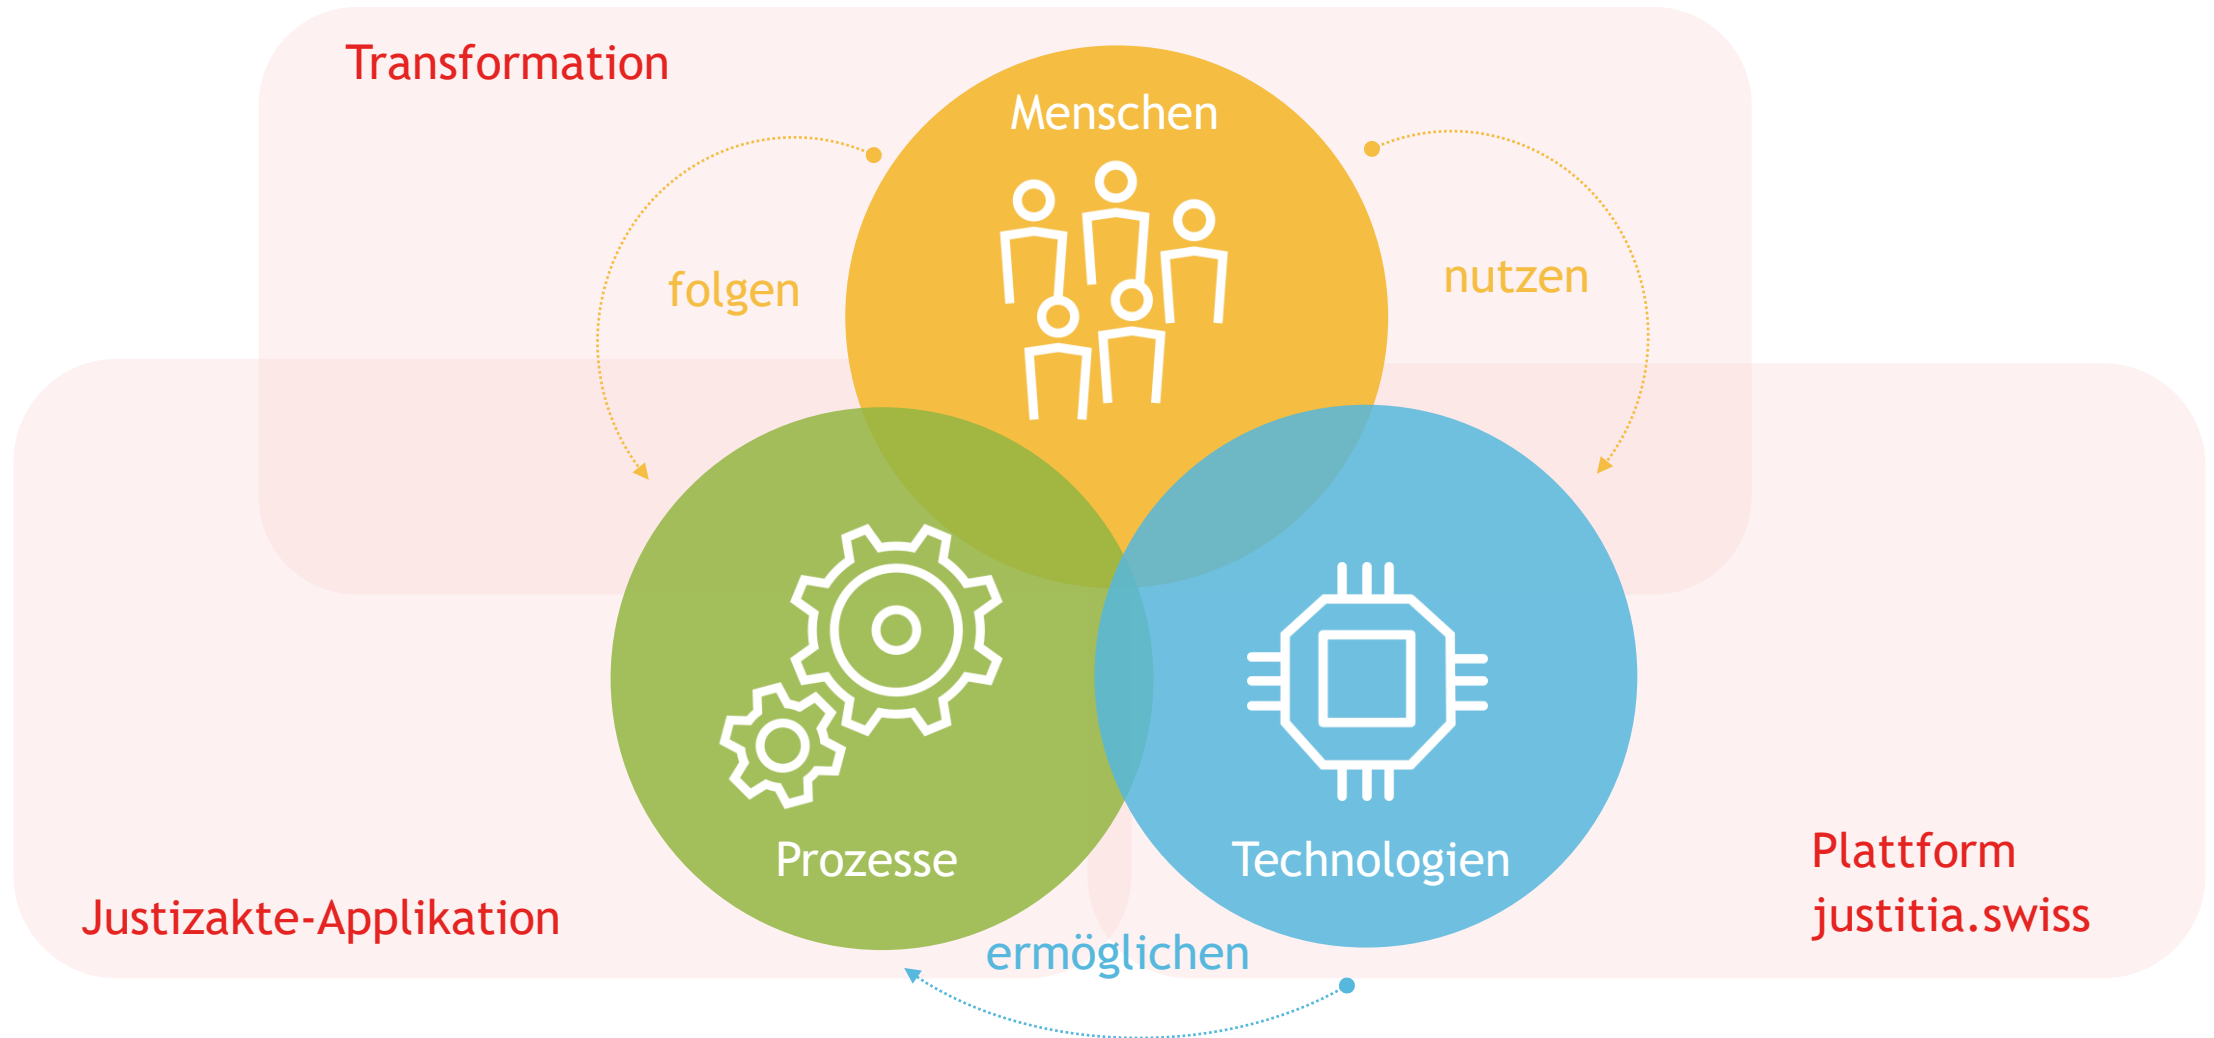 Transformation
Menschen
folgen
nutzen
Prozesse
Technologien
Justizakte-Applikation
Plattform
justitia.swiss
ermöglichen